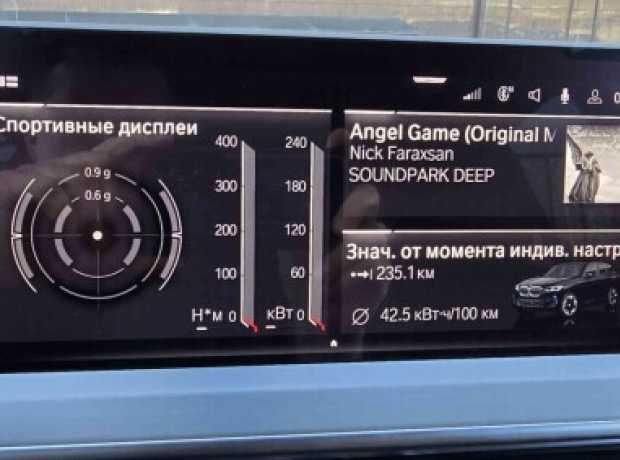 Спортивные дисплеи
0.9 g
0.6 g
400
300
200
100
Н*м 0
240
180
120
60
кВт 0
Angel Game (Original M
Nick Faraxsan
SOUNDPARK DEEP
Знач. от момента индив. настр
235.1 км
Ø 42.5 кВт·ч/100 км